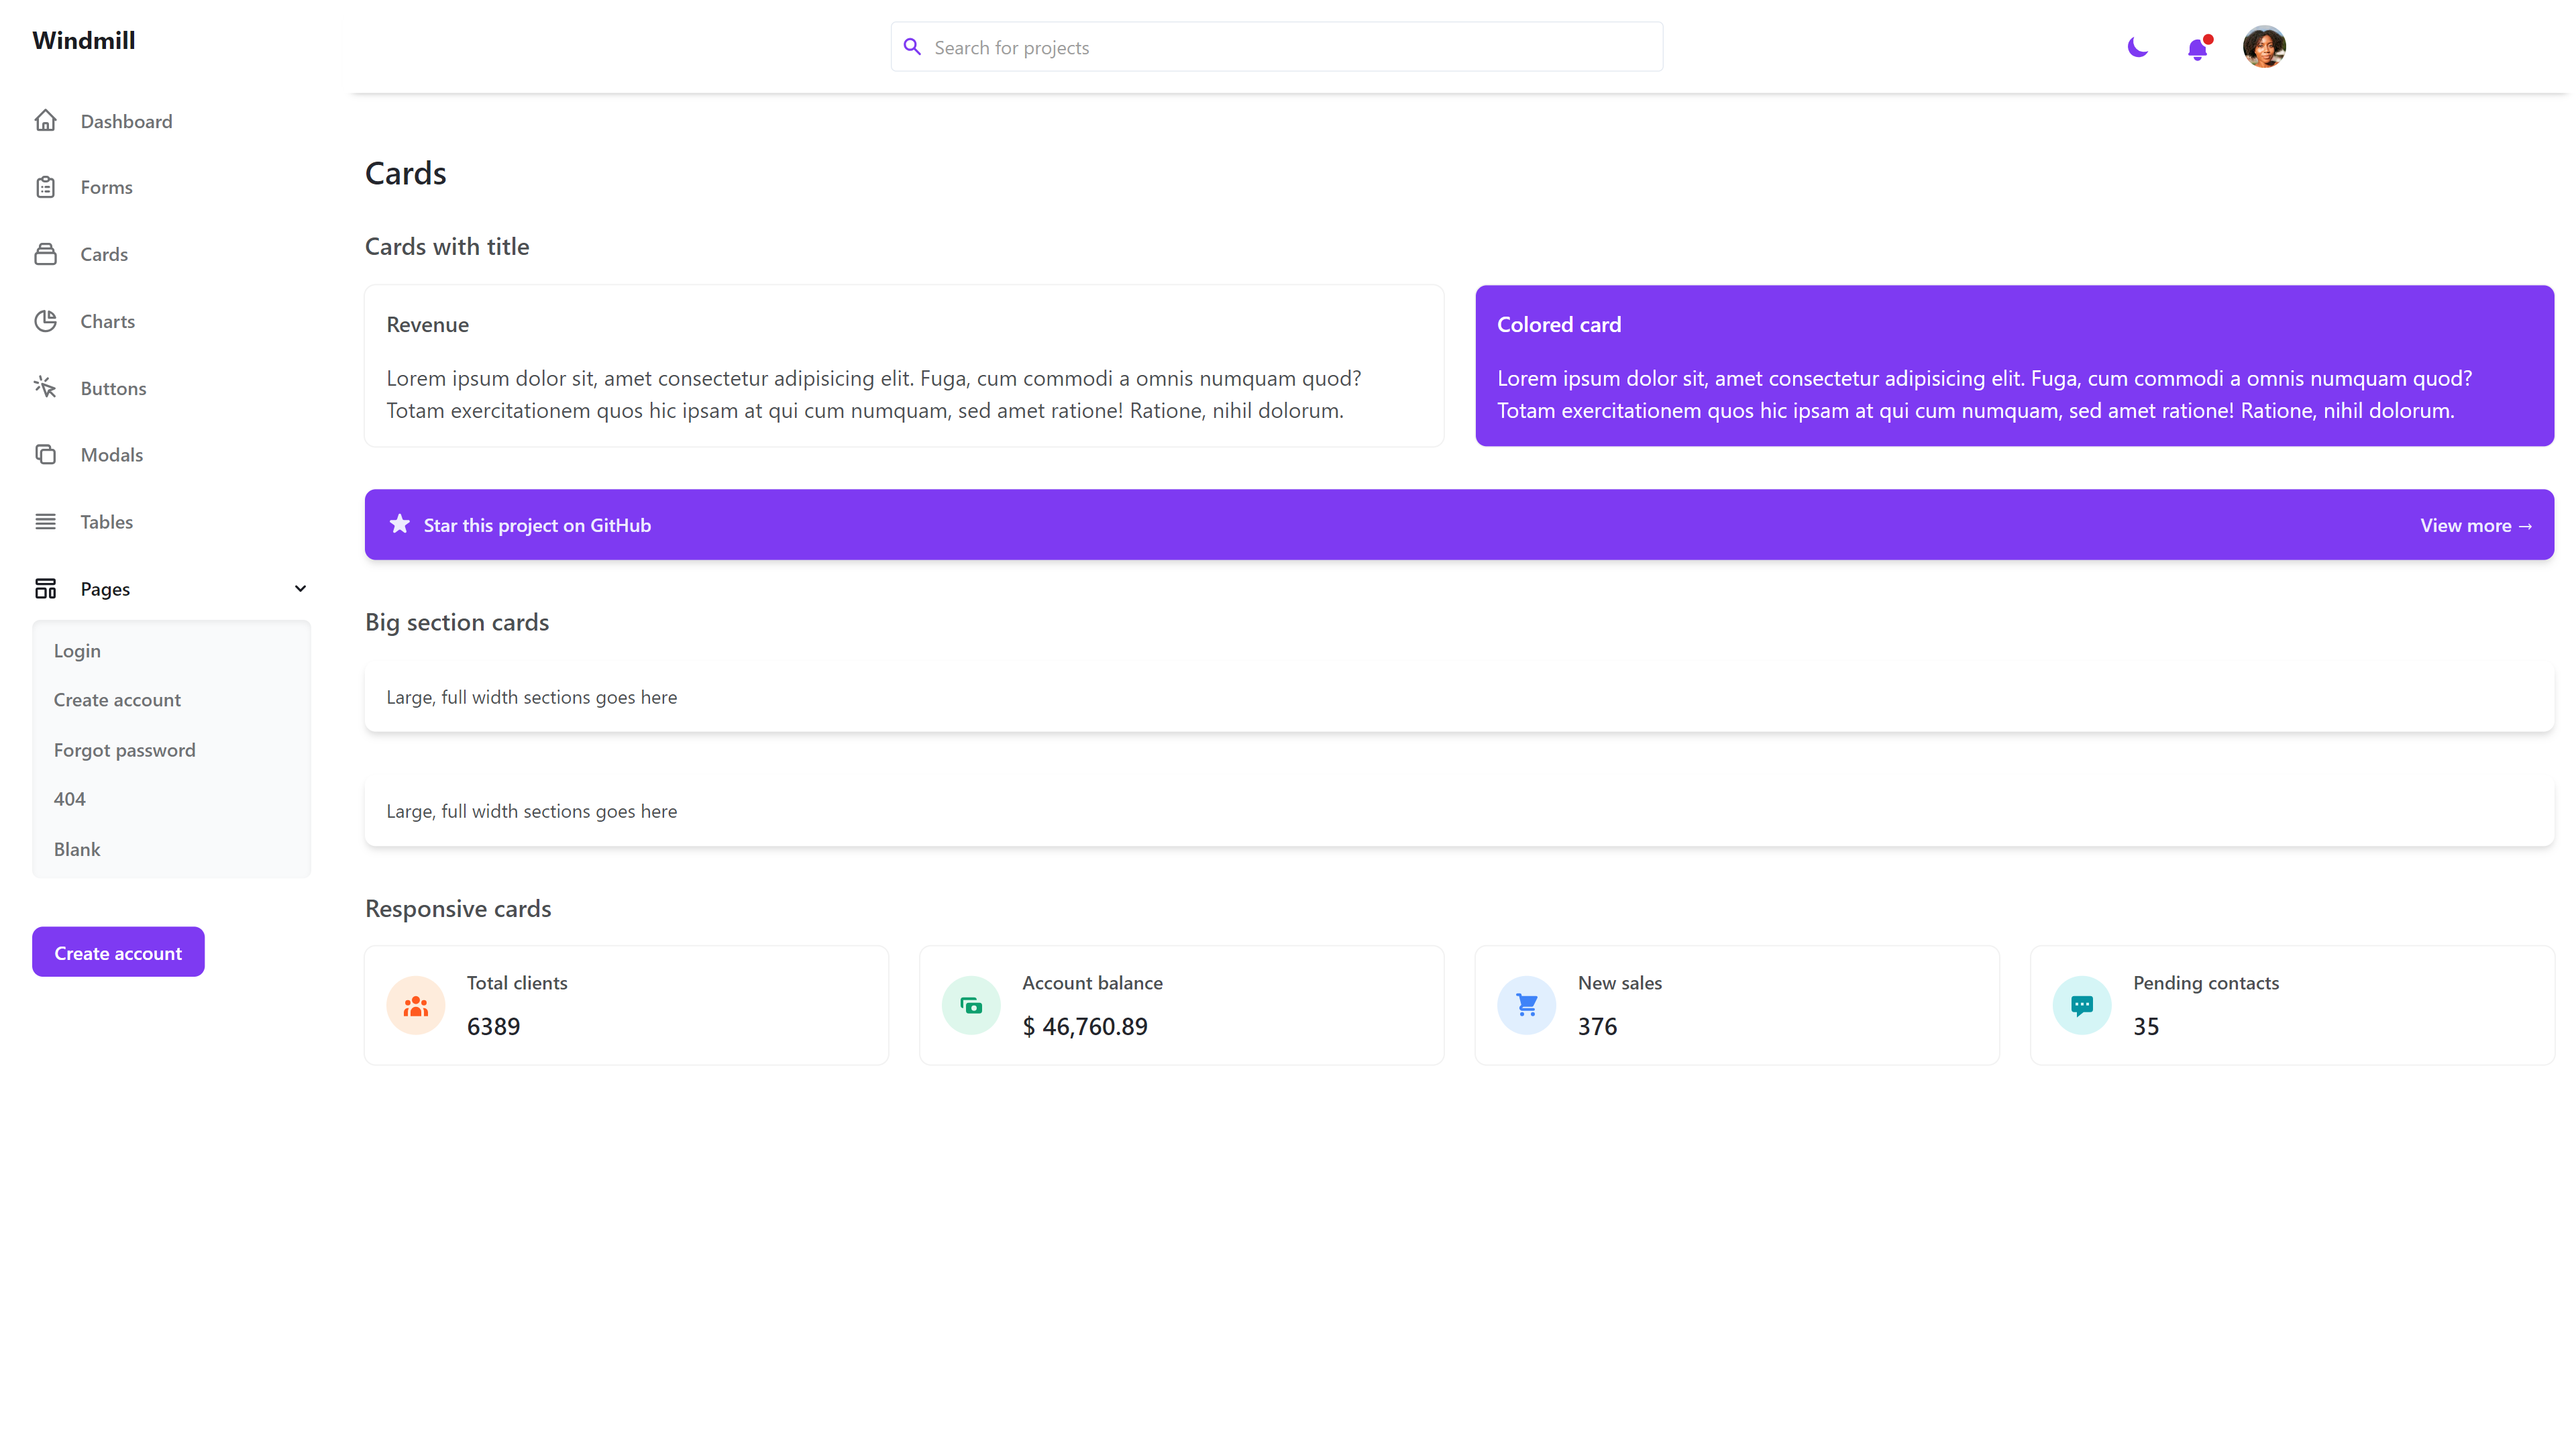 Windmill
Search for projects
Dashboard
Forms
Cards
Charts
Buttons
Modals
Tables
Pages
Login
Create account
Forgot password
404
Blank
Create account
Cards
Cards with title
Revenue
Lorem ipsum dolor sit, amet consectetur adipisicing elit. Fuga, cum commodi a omnis numquam quod?
Totam exercitationem quos hic ipsam at qui cum numquam, sed amet ratione! Ratione, nihil dolorum.
Colored card
Lorem ipsum dolor sit, amet consectetur adipisicing elit. Fuga, cum commodi a omnis numquam quod?
Totam exercitationem quos hic ipsam at qui cum numquam, sed amet ratione! Ratione, nihil dolorum.
Star this project on GitHub
View more →
Big section cards
Large, full width sections goes here
Large, full width sections goes here
Responsive cards
Total clients
6389
Account balance
$ 46,760.89
New sales
376
Pending contacts
35